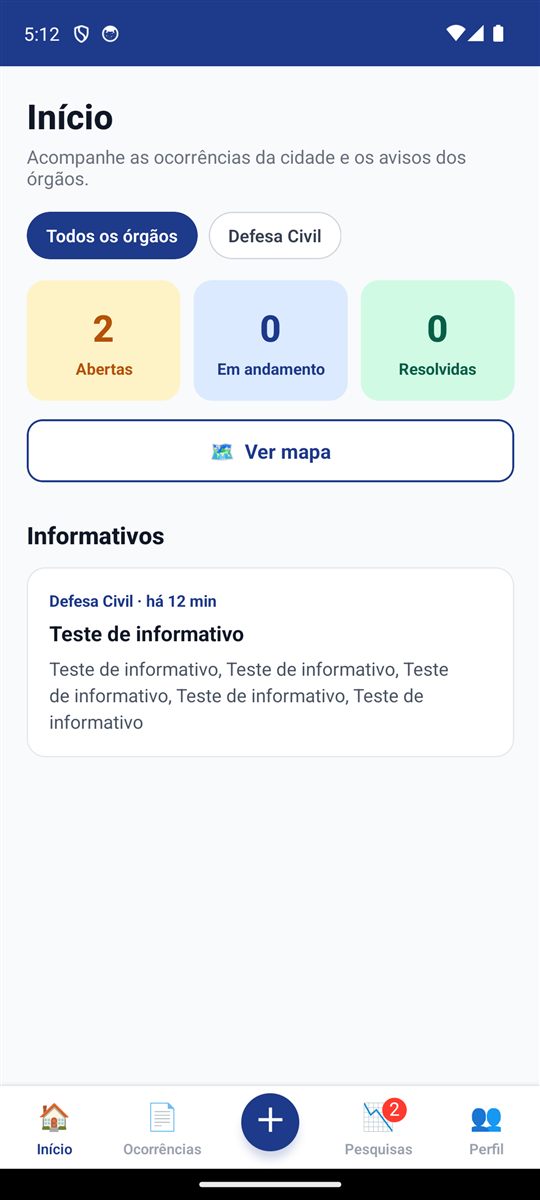 5:12
Início
Acompanhe as ocorrências da cidade e os avisos dos
órgãos.
Todos os órgãos
Defesa Civil
2
Abertas
0
Em andamento
0
Resolvidas
Ver mapa
Informativos
Defesa Civil · há 12 min
Teste de informativo
Teste de informativo, Teste de informativo, Teste
de informativo, Teste de informativo, Teste de
informativo
Início
Ocorrências
+
2
Pesquisas
Perfil